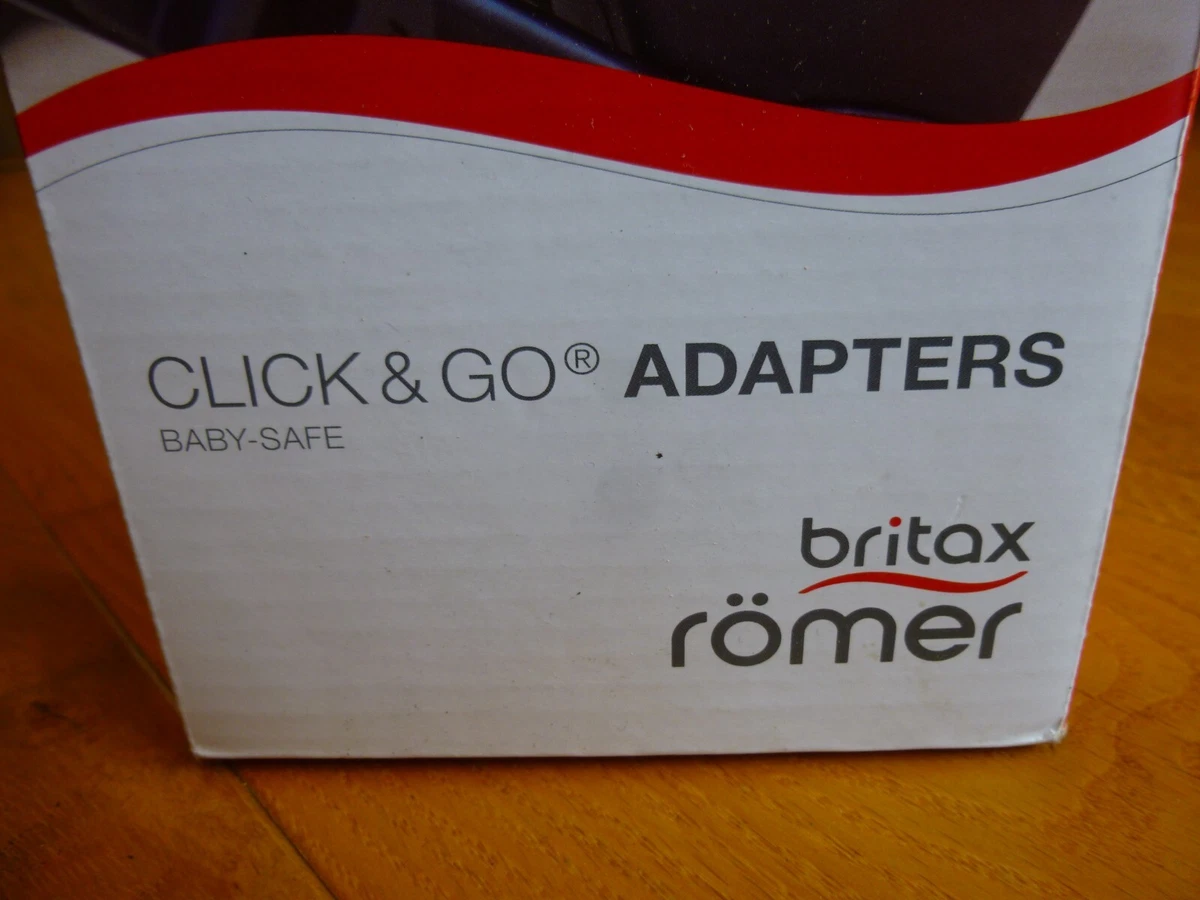 CLICK & GO® ADAPTERS
BABY-SAFE
britax
römer